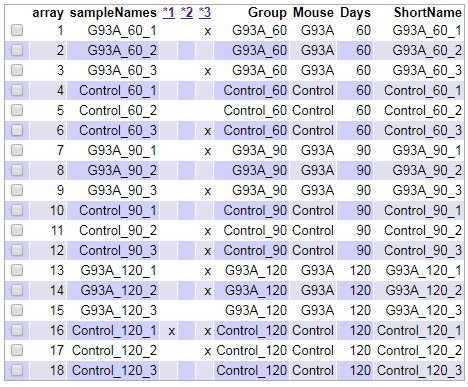 array sampleNames *1 *2 *3 Group Mouse Days ShortName
1 G93A_60_1 x G93A_60 G93A 60 G93A_60_1
2 G93A_60_2 G93A_60 G93A 60 G93A_60_2
3 G93A_60_3 x G93A_60 G93A 60 G93A_60_3
4 Control_60_1 Control_60 Control 60 Control_60_1
5 Control_60_2 Control_60 Control 60 Control_60_2
6 Control_60_3 x Control_60 Control 60 Control_60_3
7 G93A_90_1 x G93A_90 G93A 90 G93A_90_1
8 G93A_90_2 G93A_90 G93A 90 G93A_90_2
9 G93A_90_3 x G93A_90 G93A 90 G93A_90_3
10 Control_90_1 Control_90 Control 90 Control_90_1
11 Control_90_2 x Control_90 Control 90 Control_90_2
12 Control_90_3 x Control_90 Control 90 Control_90_3
13 G93A_120_1 x G93A_120 G93A 120 G93A_120_1
14 G93A_120_2 x G93A_120 G93A 120 G93A_120_2
15 G93A_120_3 G93A_120 G93A 120 G93A_120_3
16 Control_120_1 x x Control_120 Control 120 Control_120_1
17 Control_120_2 x Control_120 Control 120 Control_120_2
18 Control_120_3 Control_120 Control 120 Control_120_3